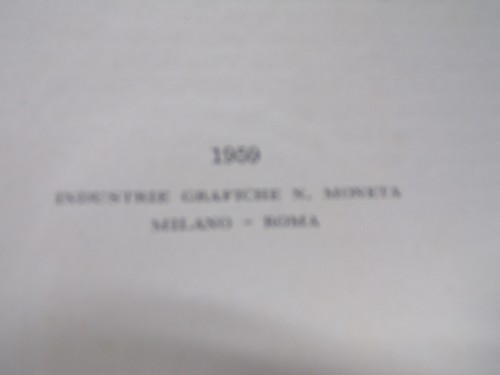 1959
INDUSTRIE GRAFICHE N. MONETA
MILANO - ROMA